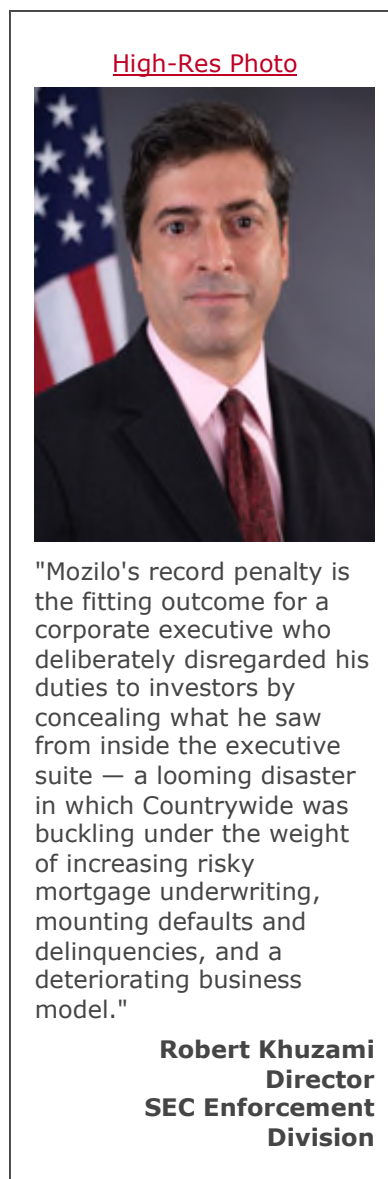 High-Res Photo
"Mozilo's record penalty is
the fitting outcome for a
corporate executive who
deliberately disregarded his
duties to investors by
concealing what he saw
from inside the executive
suite — a looming disaster
in which Countrywide was
buckling under the weight
of increasing risky
mortgage underwriting,
mounting defaults and
delinquencies, and a
deteriorating business
model."
Robert Khuzami
Director
SEC Enforcement
Division